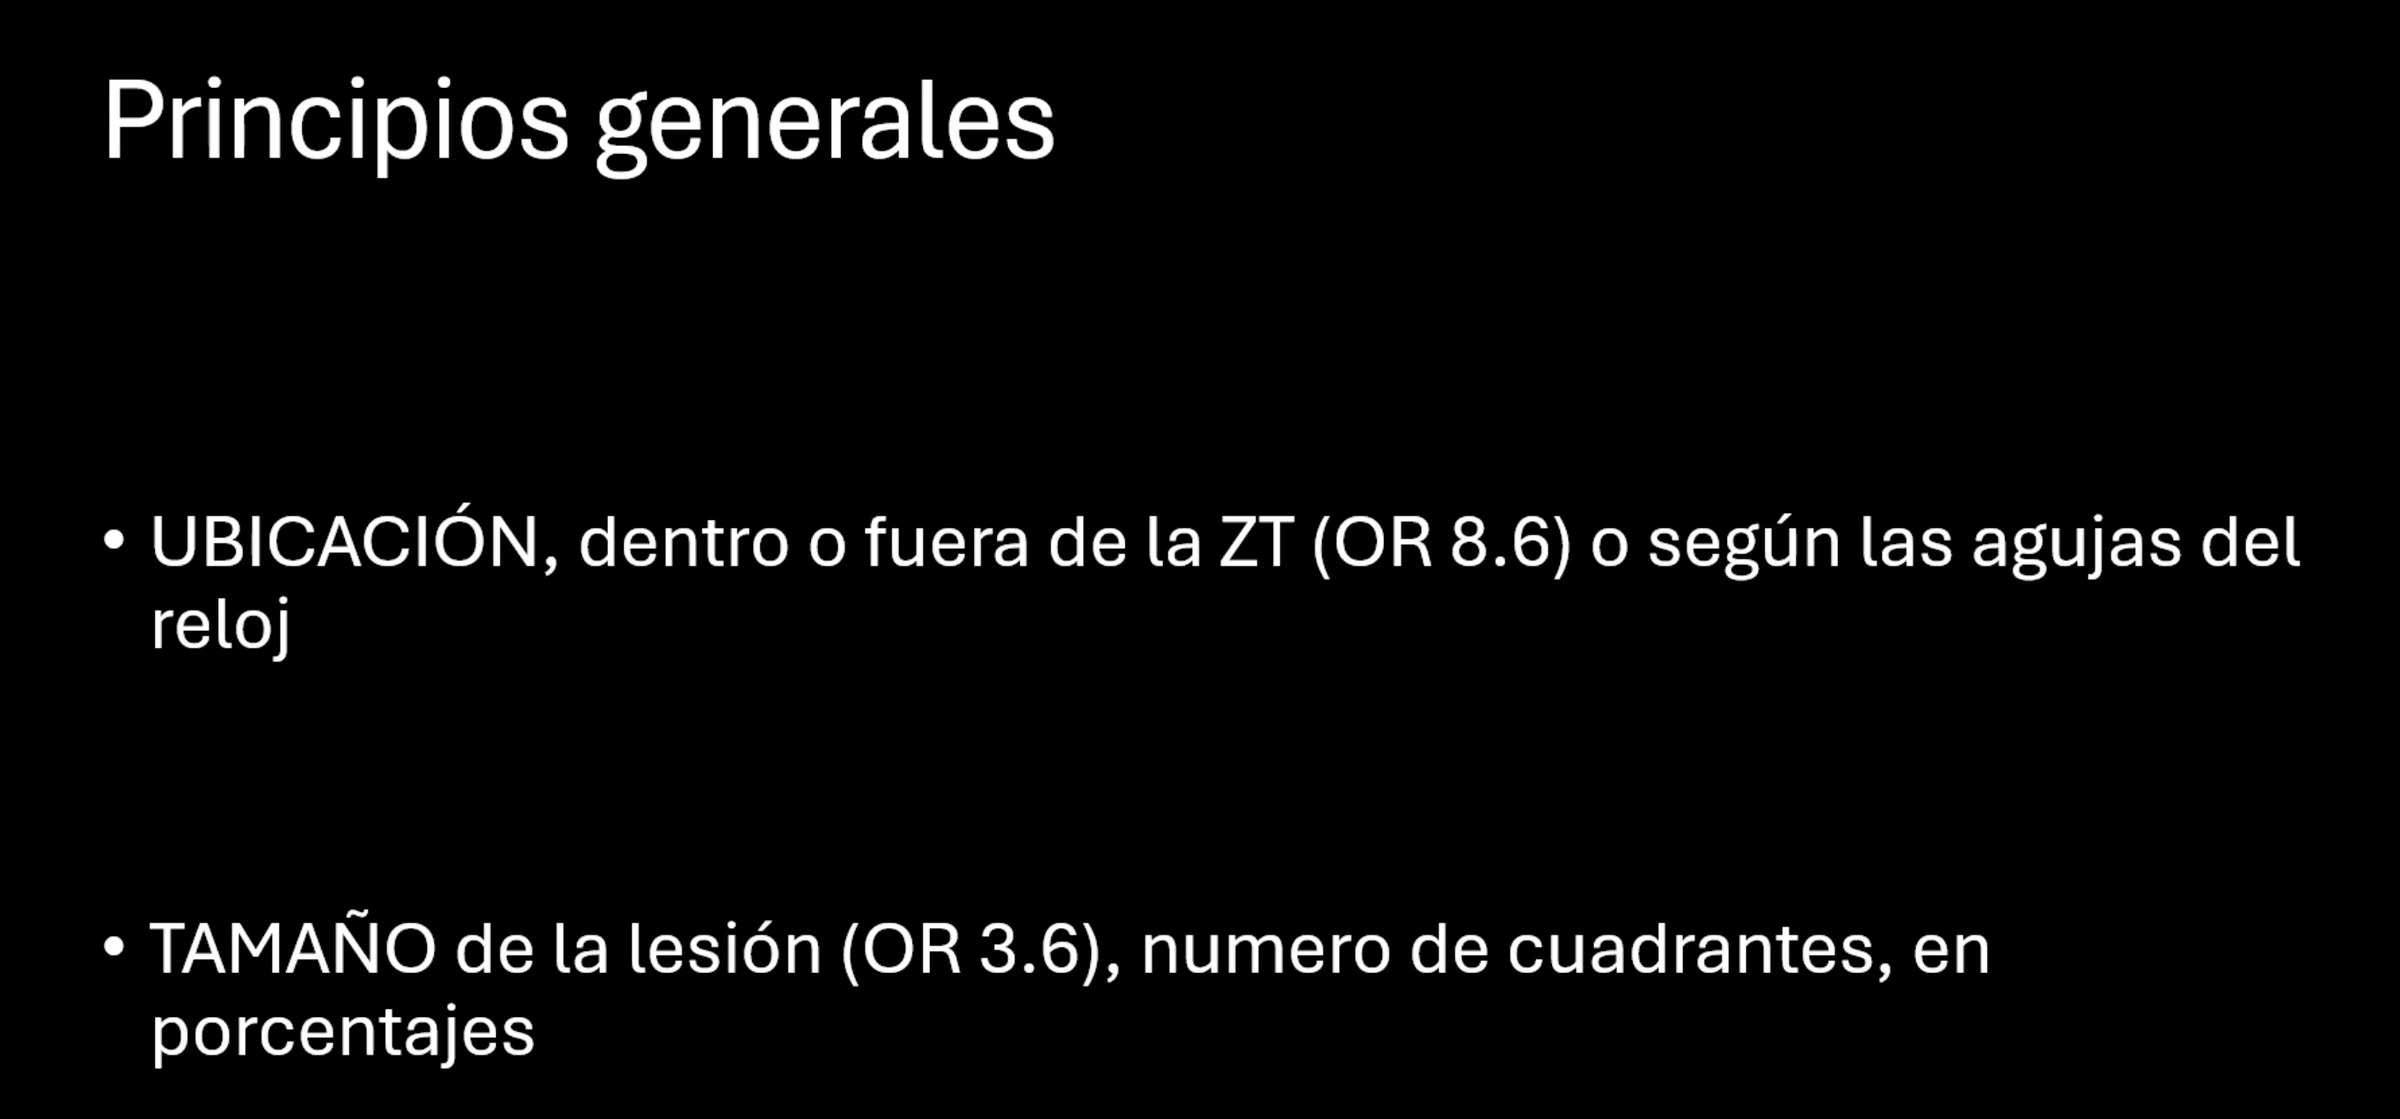 Principios generales
• UBICACIÓN, dentro o fuera de la ZT (OR 8.6) o según las agujas del
reloj
• TAMAÑO de la lesión (OR 3.6), numero de cuadrantes, en
porcentajes